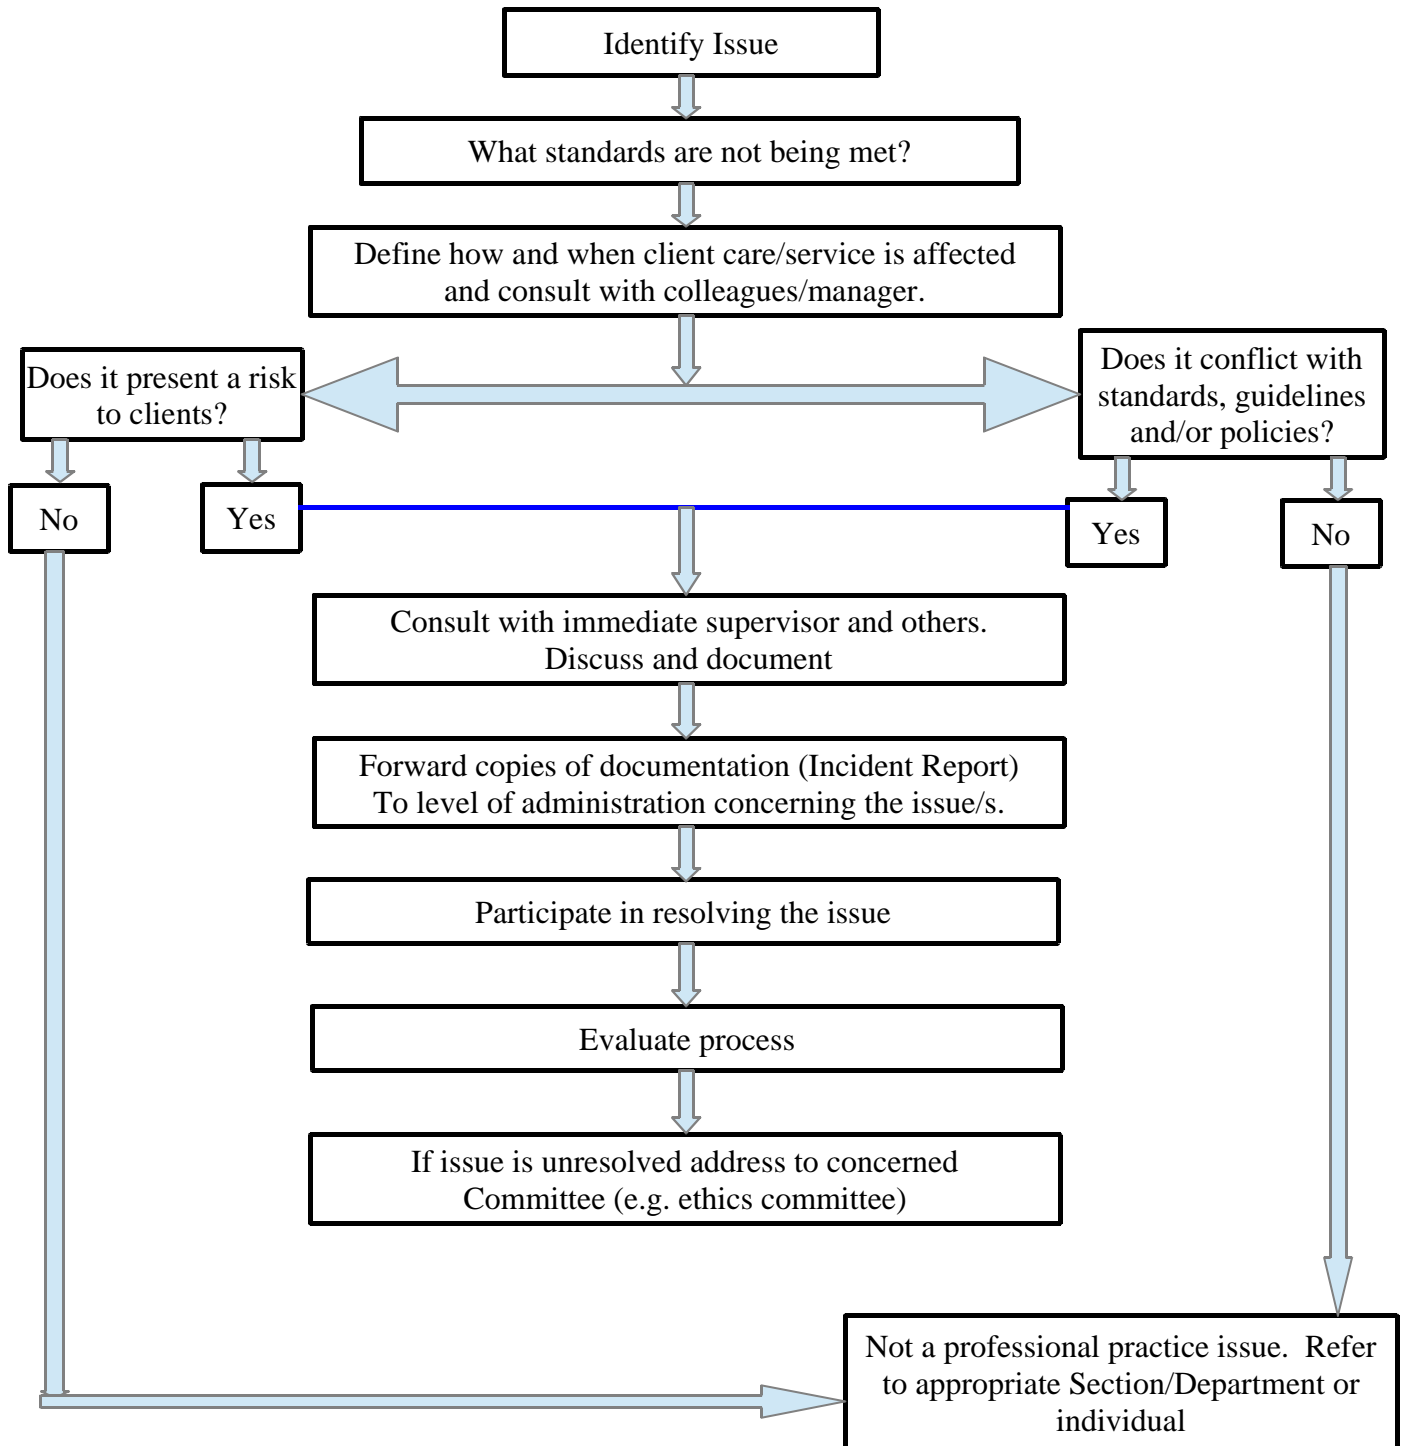 Identify Issue
What standards are not being met?
Define how and when client care/service is affected
and consult with colleagues/manager.
Does it present a risk
to clients?
Does it conflict with
standards, guidelines
and/or policies?
No
Yes
Yes
No
Consult with immediate supervisor and others.
Discuss and document
Forward copies of documentation (Incident Report)
To level of administration concerning the issue/s.
Participate in resolving the issue
Evaluate process
If issue is unresolved address to concerned
Committee (e.g. ethics committee)
Not a professional practice issue.  Refer
to appropriate Section/Department or
individual